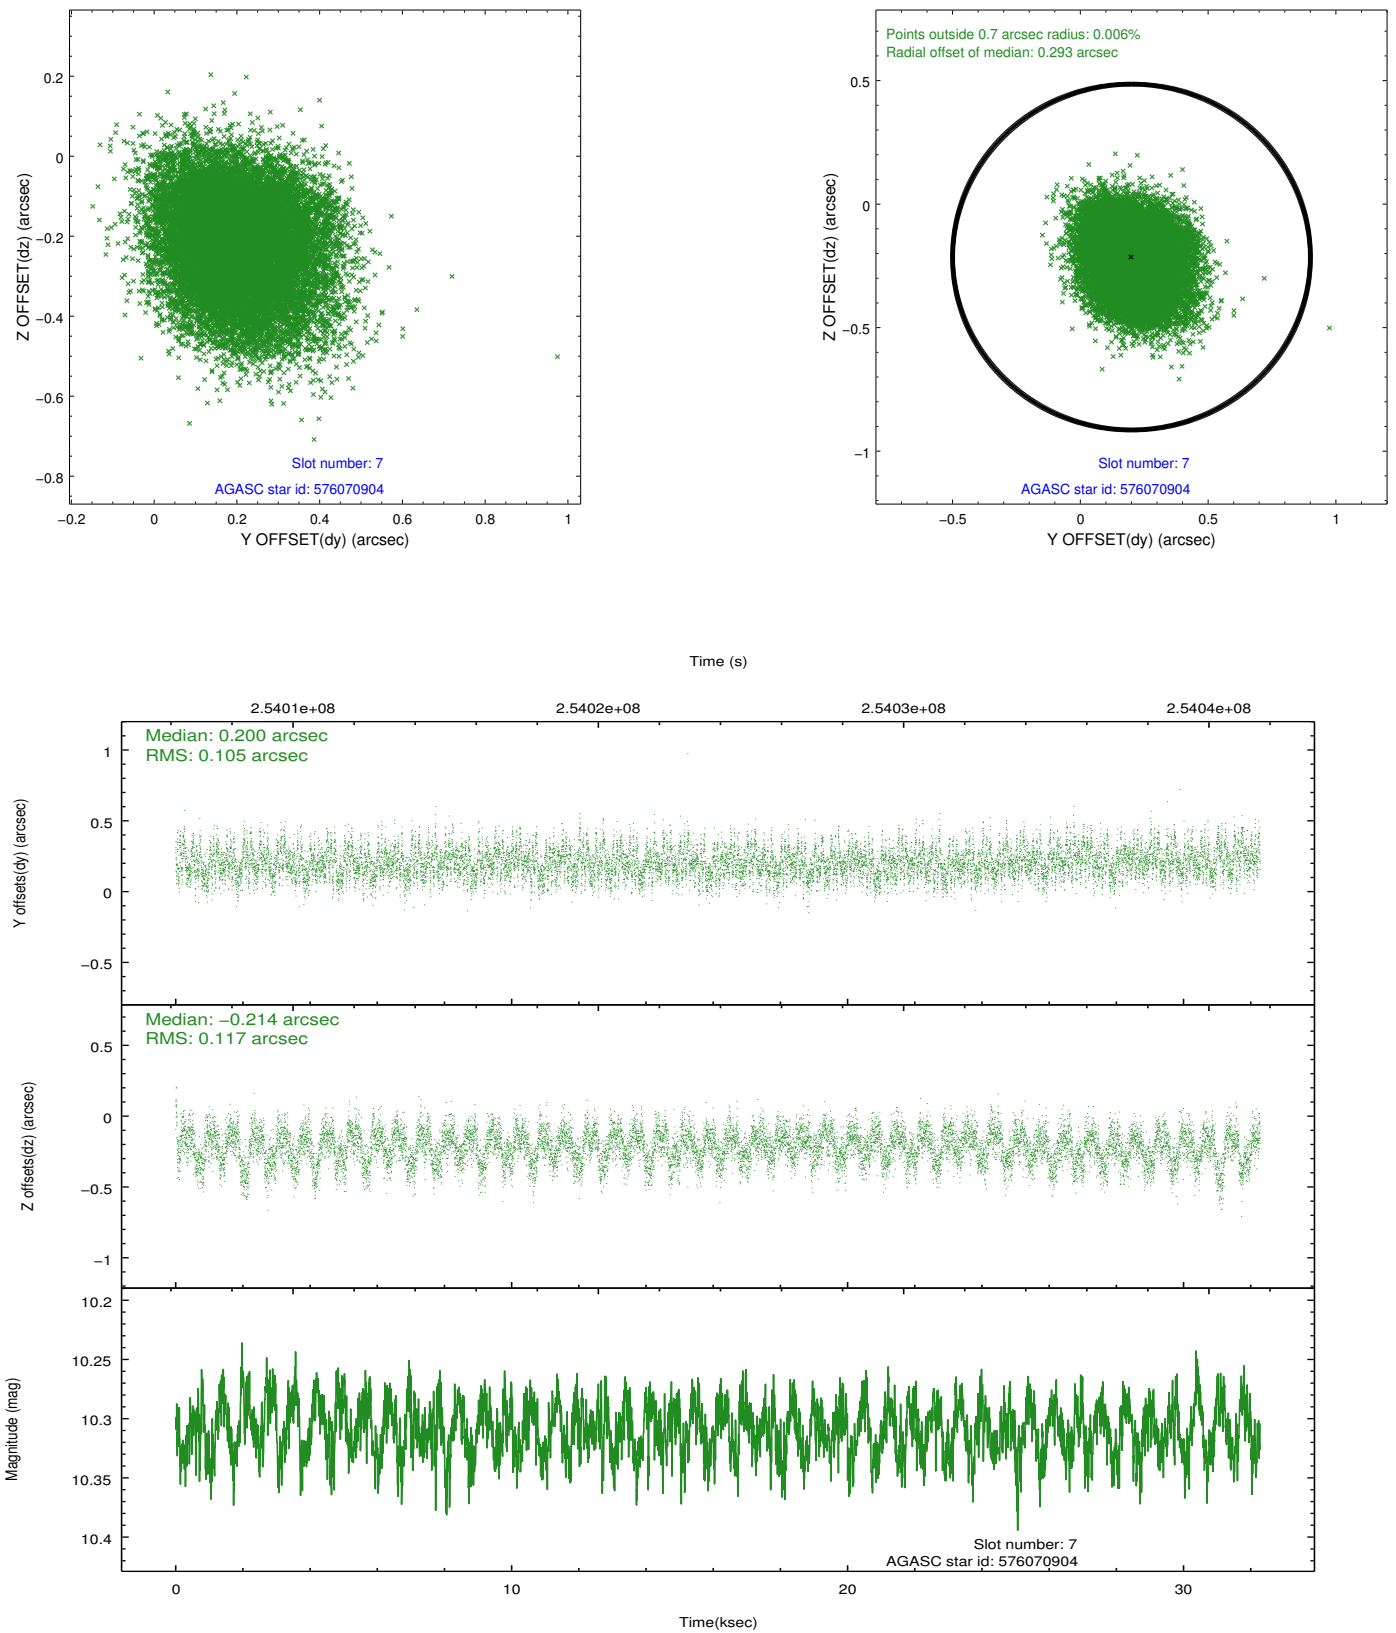 0.2
0
−0.2
−0.4
−0.6
−0.8
Z OFFSET(dz) (arcsec)
Slot number: 7
AGASC star id: 576070904
−0.2
0
0.2
0.4
0.6
0.8
1
Y OFFSET(dy) (arcsec)
Points outside 0.7 arcsec radius: 0.006%
Radial offset of median: 0.293 arcsec
0.5
0
−0.5
−1
Z OFFSET(dz) (arcsec)
Slot number: 7
AGASC star id: 576070904
−0.5
0
0.5
1
Y OFFSET(dy) (arcsec)
Time (s)
2.5401e+08
2.5402e+08
2.5403e+08
2.5404e+08
Median: 0.200 arcsec
RMS: 0.105 arcsec
1
0.5
0
−0.5
Y offsets(dy) (arcsec)
Median: −0.214 arcsec
RMS: 0.117 arcsec
0.5
0
−0.5
−1
Z offsets(dz) (arcsec)
10.2
10.25
10.3
10.35
10.4
Magnitude (mag)
Slot number: 7
AGASC star id: 576070904
0
10
20
30
Time(ksec)